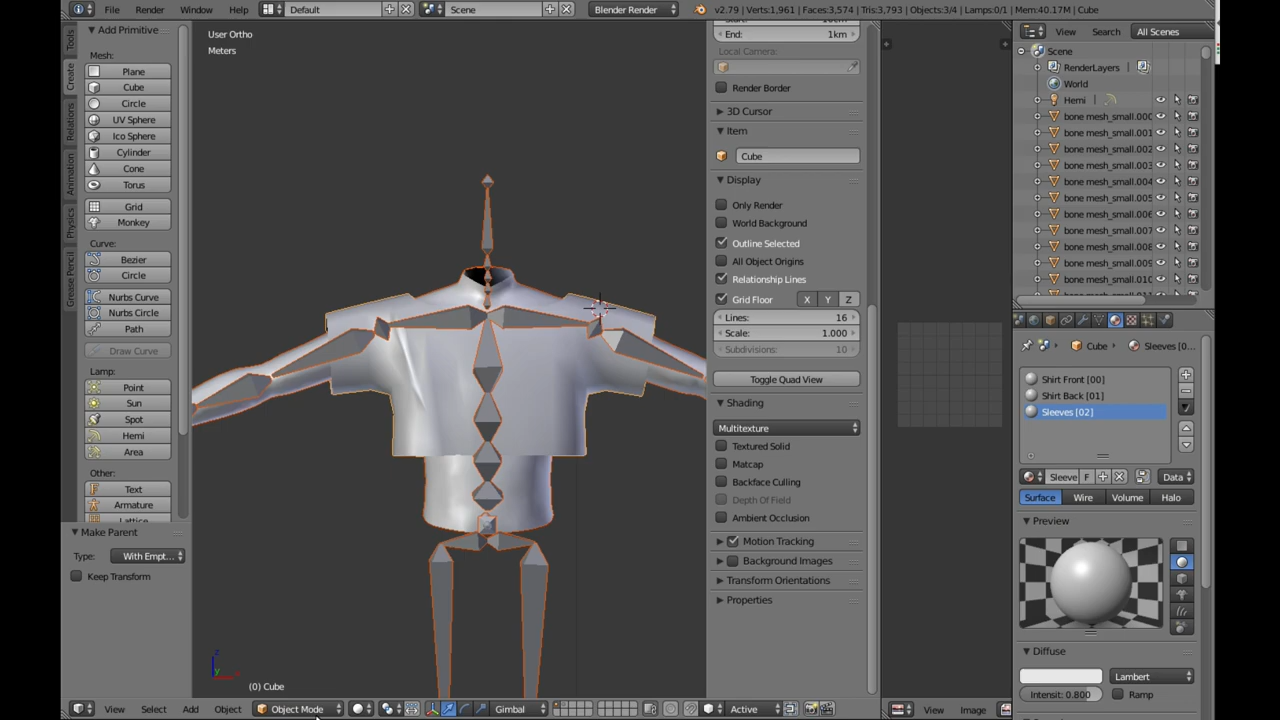 File Render Window Help Default Scene Blender Render v2.79 | Verts:1,961 | Faces:3,574 | Tris:3,793 | Objects:3/4 | Lamps:0/1 | Mem:40.17M | Cube
Tools
Create
Relations
Animation
Physics
Grease Pencil
Add Primitive
Mesh:
Plane
Cube
Circle
UV Sphere
Ico Sphere
Cylinder
Cone
Torus
Grid
Monkey
Curve:
Bezier
Circle
Nurbs Curve
Nurbs Circle
Path
Draw Curve
Lamp:
Point
Sun
Spot
Hemi
Area
Other:
Text
Armature
Make Parent
Type: With Empt...
Keep Transform
User Ortho
Meters
(0) Cube
View Select Add Object Object Mode Gimbal Active
End: 1km
Local Camera:
Render Border
3D Cursor
Item
Cube
Display
Only Render
World Background
Outline Selected
All Object Origins
Relationship Lines
Grid Floor X Y Z
Lines: 16
Scale: 1.000
Subdivisions: 10
Toggle Quad View
Shading
Multitexture
Textured Solid
Matcap
Backface Culling
Depth Of Field
Ambient Occlusion
Motion Tracking
Background Images
Transform Orientations
Properties
View Image
View Search All Scenes
Scene
RenderLayers
World
Hemi
bone mesh_small.000
bone mesh_small.001
bone mesh_small.002
bone mesh_small.003
bone mesh_small.004
bone mesh_small.005
bone mesh_small.006
bone mesh_small.007
bone mesh_small.008
bone mesh_small.009
bone mesh_small.010
Cube Sleeves [0...
Shirt Front [00]
Shirt Back [01]
Sleeves [02]
Sleeve F Data
Surface Wire Volume Halo
Preview
Diffuse
Lambert
Intensit: 0.800 Ramp